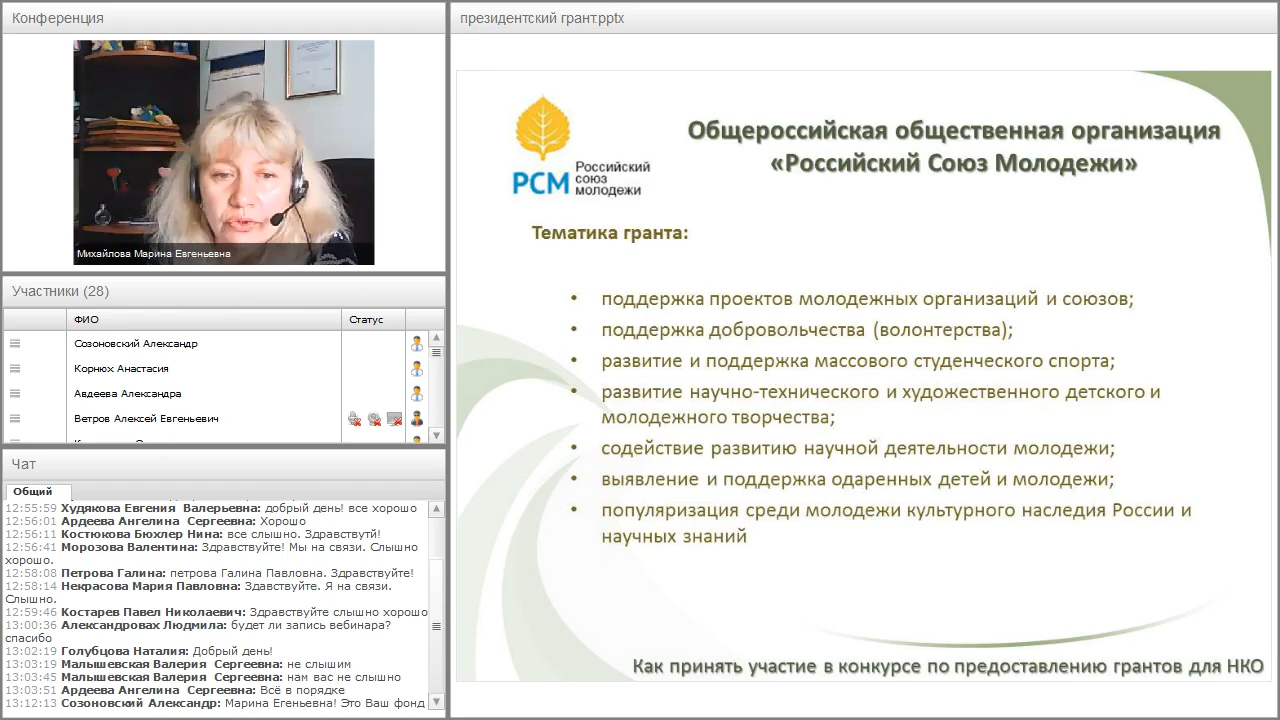 Конференция
Михайлова Марина Евгеньевна
Участники (28)
ФИО Статус
Созоновский Александр
Корнюх Анастасия
Авдеева Александра
Ветров Алексей Евгеньевич
Чат
Общий
12:55:59 Худякова Евгения Валерьевна: добрый день! все хорошо
12:56:01 Ардеева Ангелина Сергеевна: Хорошо
12:56:11 Костюкова Бюхлер Нина: все слышно. Здравствутй!
12:56:41 Морозова Валентина: Здравствуйте! Мы на связи. Слышно
хорошо.
12:58:08 Петрова Галина: петрова Галина Павловна. Здравствуйте!
12:58:14 Некрасова Мария Павловна: Здавствуйте. Я на связи.
Слышно.
12:59:46 Костарев Павел Николаевич: Здравствуйте слышно хорошо
13:00:36 Александровах Людмила: будет ли запись вебинара?
спасибо
13:02:19 Голубцова Наталия: Добрый день!
13:03:19 Малышевская Валерия Сергеевна: не слышим
13:03:45 Малышевская Валерия Сергеевна: нам вас не слышно
13:03:51 Ардеева Ангелина Сергеевна: Всё в порядке
13:12:13 Созоновский Александр: Марина Егеньевна! Это Ваш фонд
президентский грант.pptx
РСМ Российский
союз
молодежи
Общероссийская общественная организация
«Российский Союз Молодежи»
Тематика гранта:
• поддержка проектов молодежных организаций и союзов;
• поддержка добровольчества (волонтерства);
• развитие и поддержка массового студенческого спорта;
• развитие научно-технического и художественного детского и
молодежного творчества;
• содействие развитию научной деятельности молодежи;
• выявление и поддержка одаренных детей и молодежи;
• популяризация среди молодежи культурного наследия России и
научных знаний
Как принять участие в конкурсе по предоставлению грантов для НКО